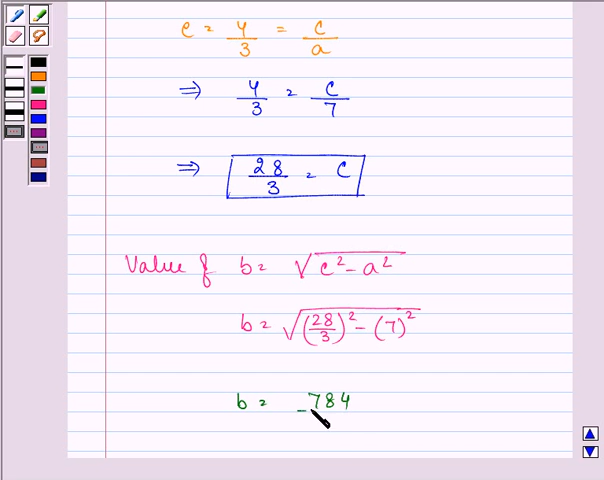 e = 4/3 = c/a
⇒ 4/3 = c/7
⇒ 28/3 = C
Value of b = √(c² - a²)
b = √((28/3)² - (7)²)
b = 784